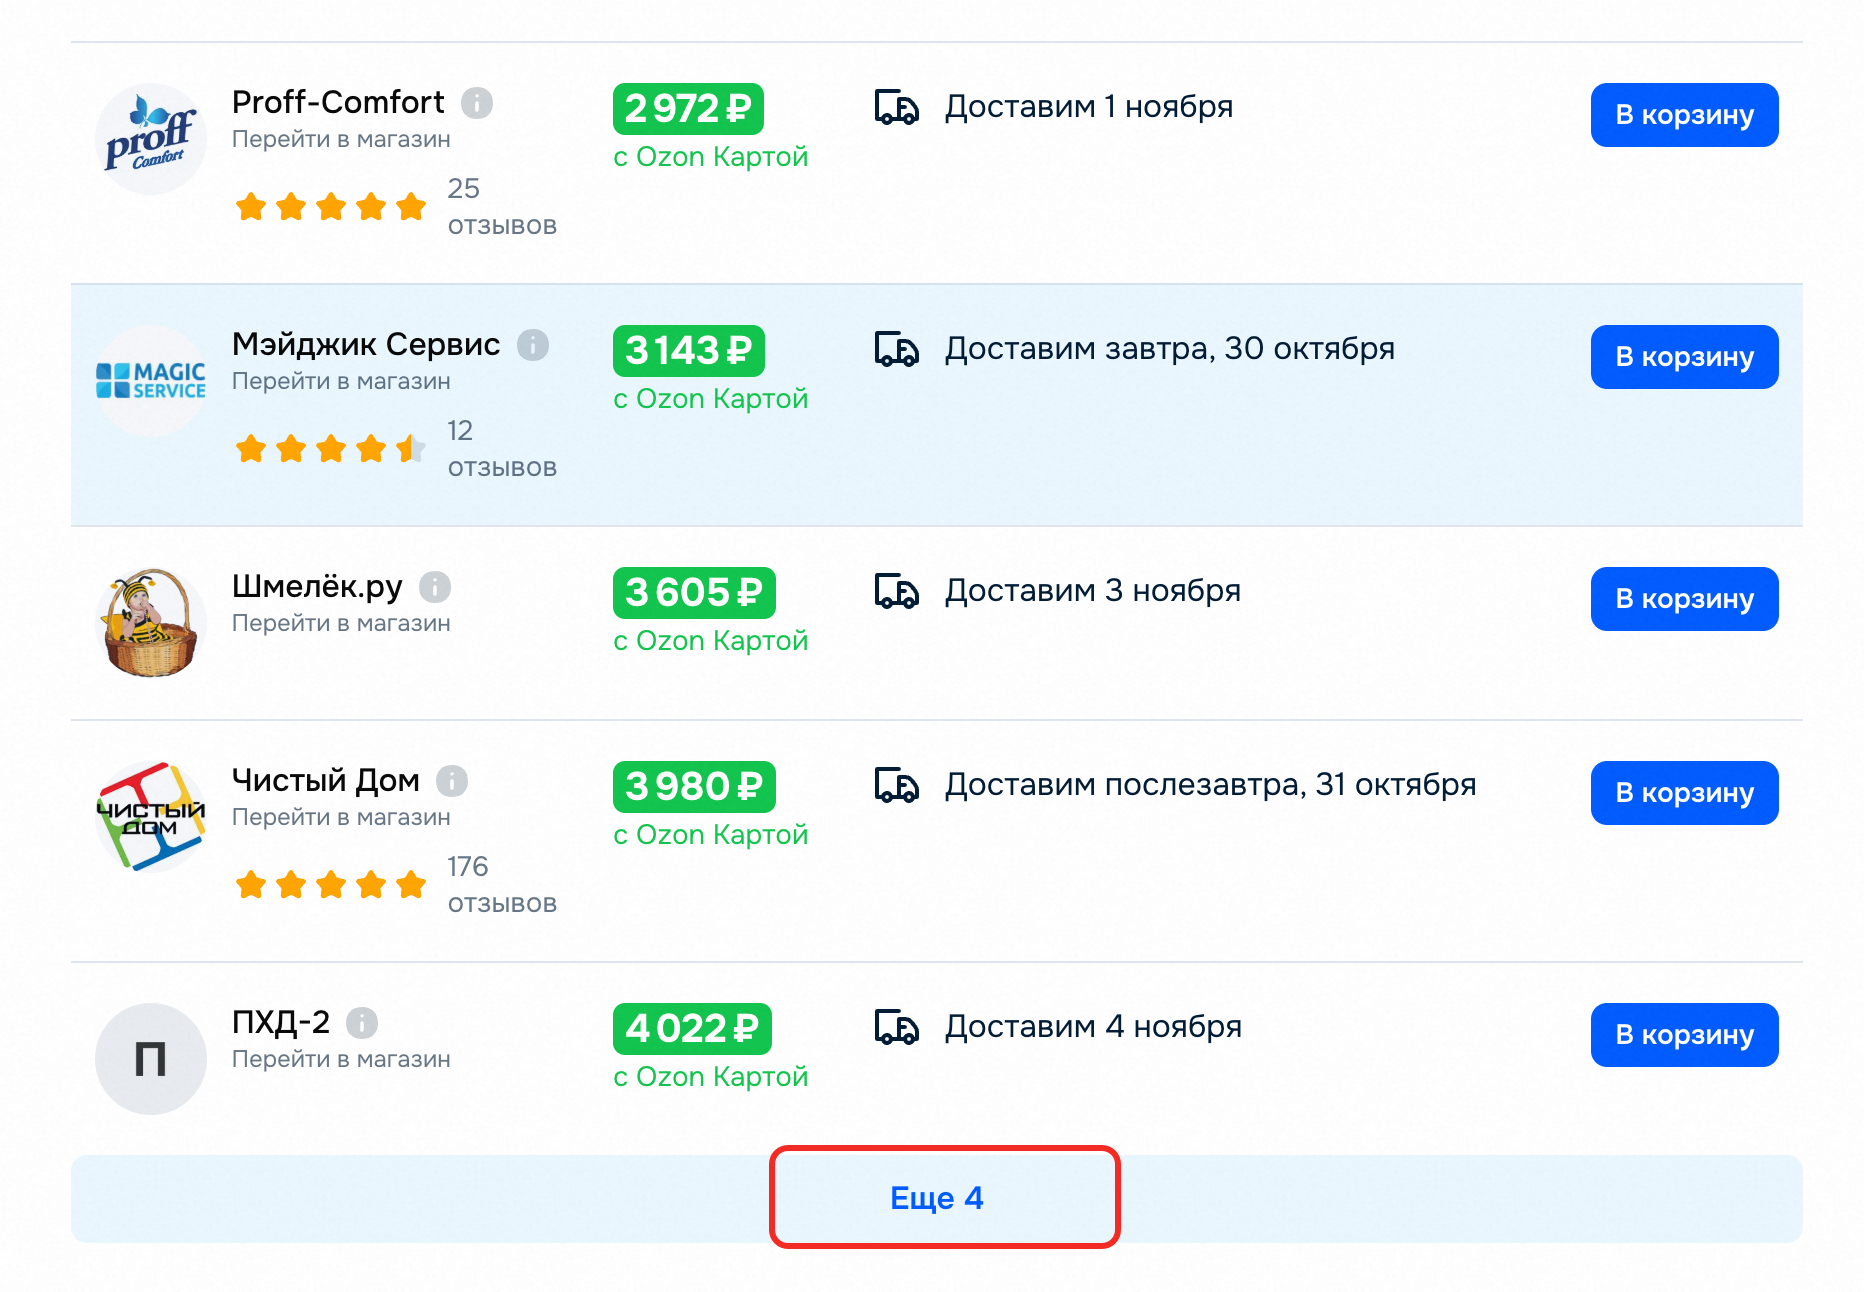 proff
Comfort
Proff-Comfort
Перейти в магазин
25
отзывов
2 972 ₽
с Ozon Картой
Доставим 1 ноября
В корзину
MAGIC
SERVICE
Мэйджик Сервис
Перейти в магазин
12
отзывов
3 143 ₽
с Ozon Картой
Доставим завтра, 30 октября
В корзину
Шмелёк.ру
Перейти в магазин
3 605 ₽
с Ozon Картой
Доставим 3 ноября
В корзину
ЧИСТЫЙ
ДОМ
Чистый Дом
Перейти в магазин
176
отзывов
3 980 ₽
с Ozon Картой
Доставим послезавтра, 31 октября
В корзину
П
ПХД-2
Перейти в магазин
4 022 ₽
с Ozon Картой
Доставим 4 ноября
В корзину
Еще 4